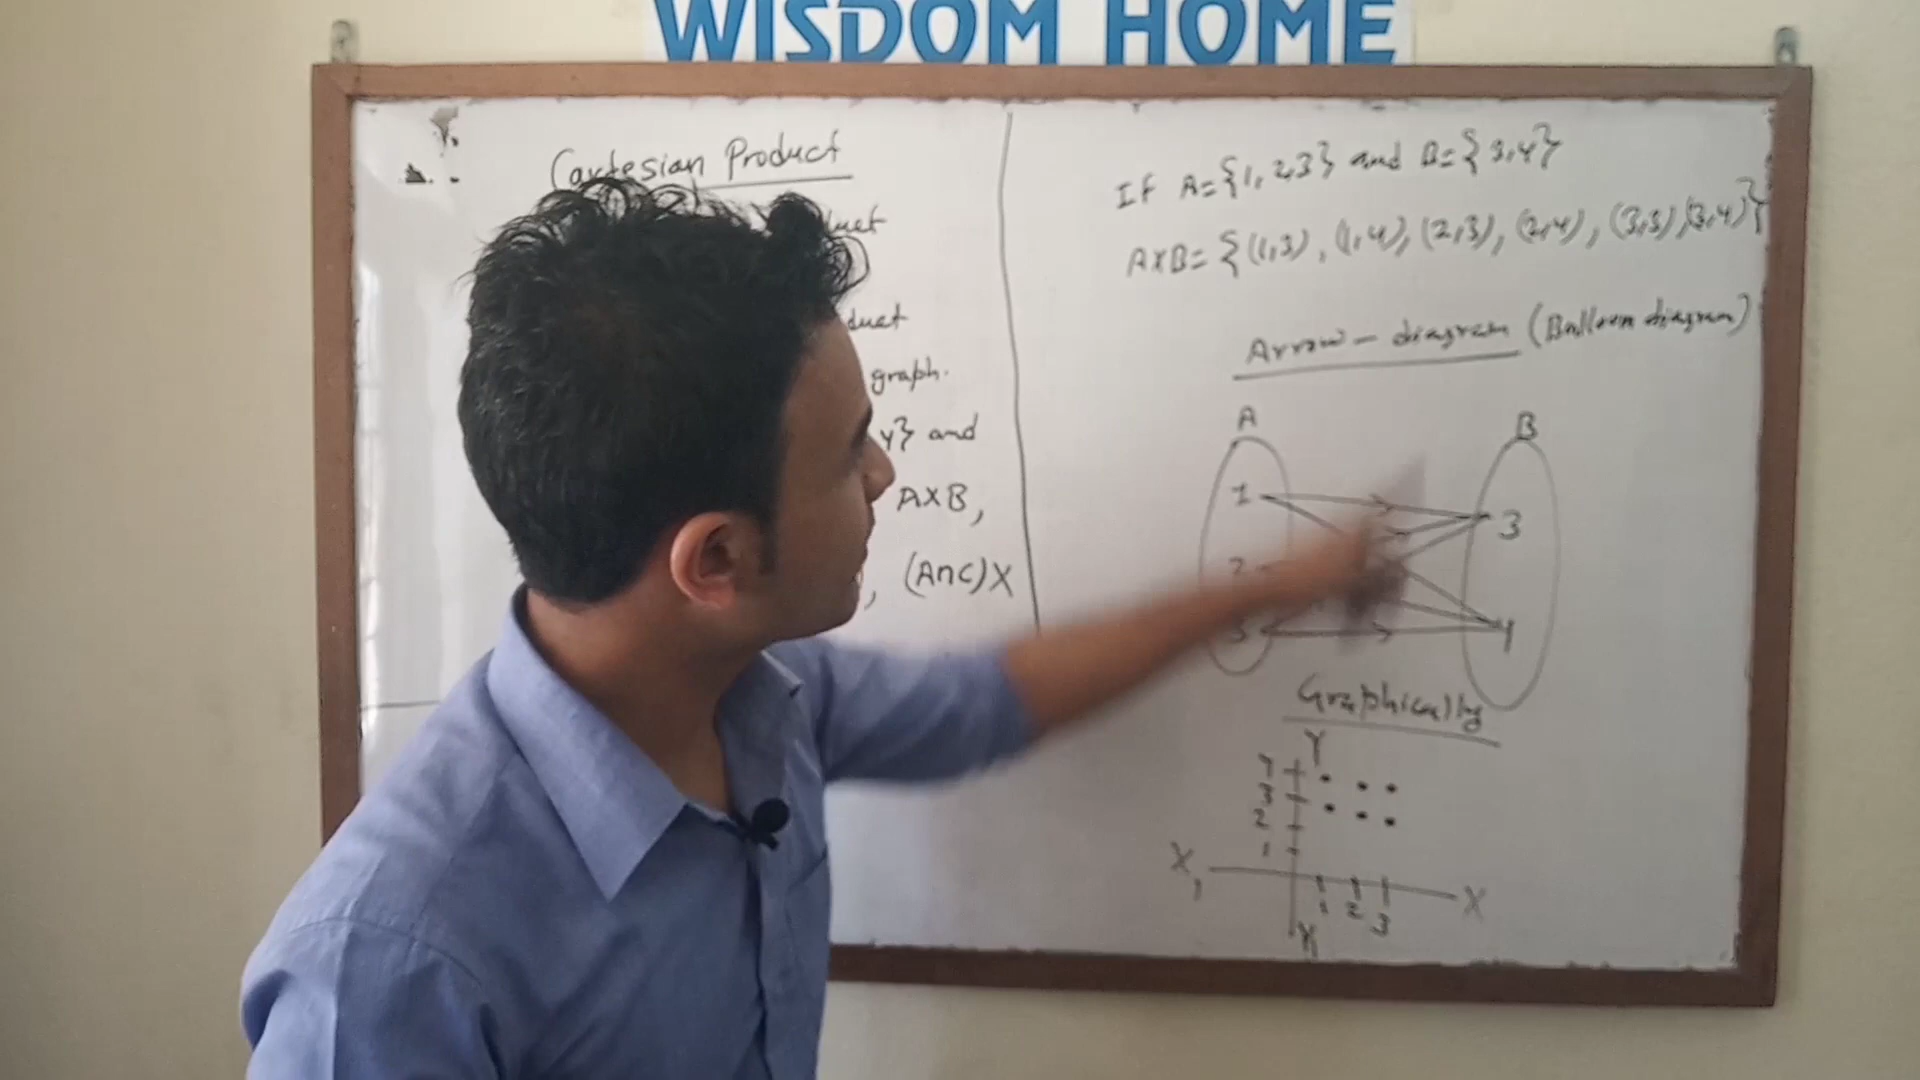 WISDOM HOME
Cartesian Product
duct
duct
graph.
y} and
AXB,
, (A∩C)X
If A={1, 2,3} and B={3,4}
AXB= {(1,3), (1,4), (2,3), (2,4), (3,3), (3,4)}
Arrow - diagram (Balloon diagram)
A B
1 3
2
3 4
Graphically
Y
4
3
2
1
X, X
1 2 3
Y,